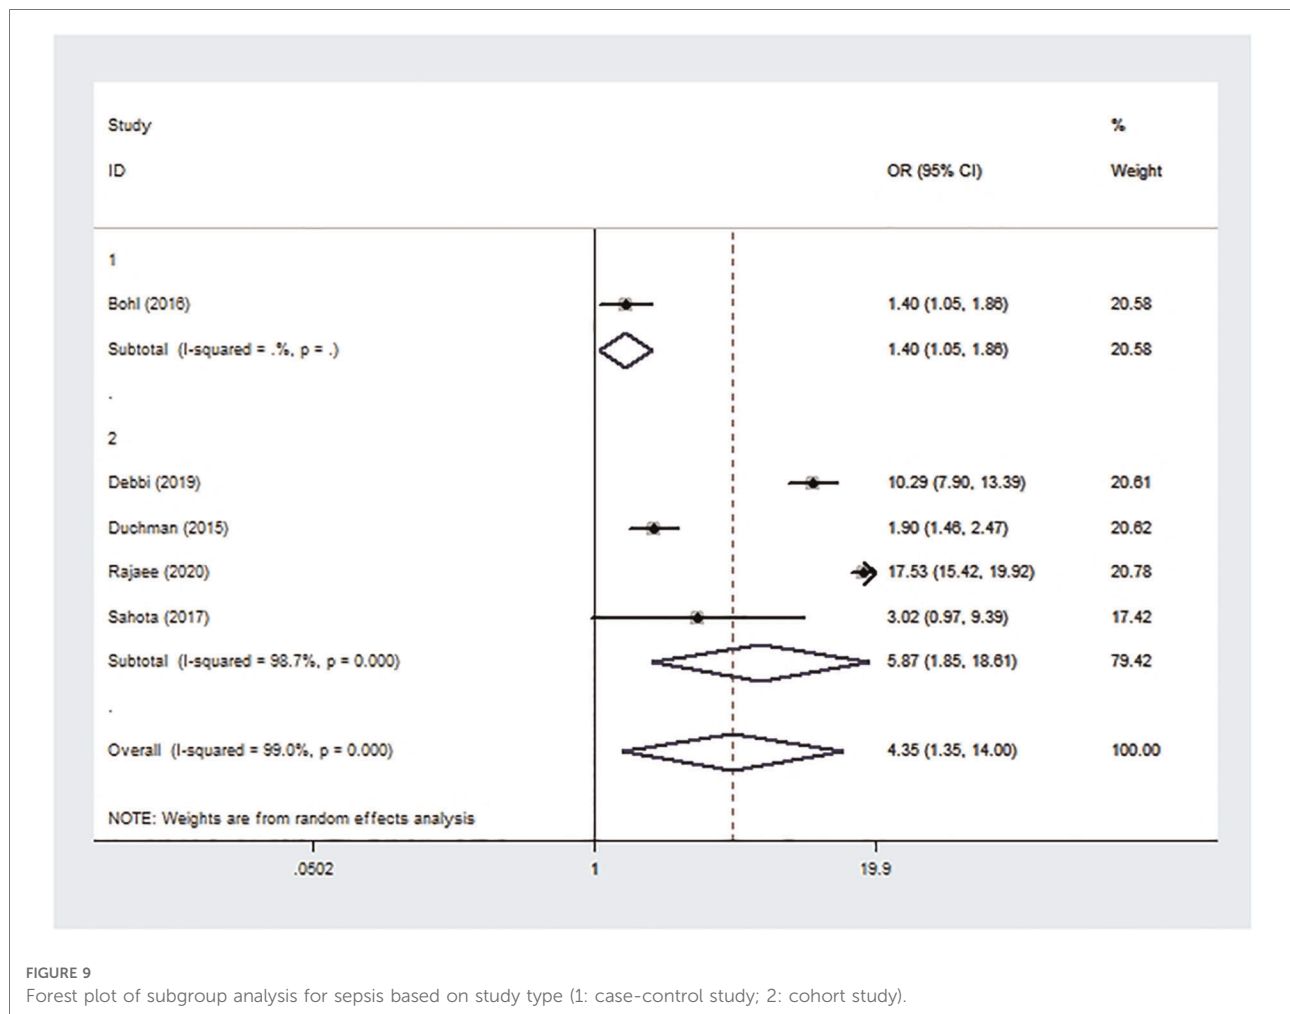 Study %
ID OR (95% CI) Weight
1
Bohl (2016) 1.40 (1.05, 1.86) 20.58
Subtotal (I-squared = .%, p = .) 1.40 (1.05, 1.86) 20.58
.
2
Debbi (2019) 10.29 (7.90, 13.39) 20.61
Duchman (2015) 1.90 (1.46, 2.47) 20.62
Rajaee (2020) 17.53 (15.42, 19.92) 20.78
Sahota (2017) 3.02 (0.97, 9.39) 17.42
Subtotal (I-squared = 98.7%, p = 0.000) 5.87 (1.85, 18.61) 79.42
.
Overall (I-squared = 99.0%, p = 0.000) 4.35 (1.35, 14.00) 100.00
NOTE: Weights are from random effects analysis
.0502 1 19.9
FIGURE 9
Forest plot of subgroup analysis for sepsis based on study type (1: case-control study; 2: cohort study).